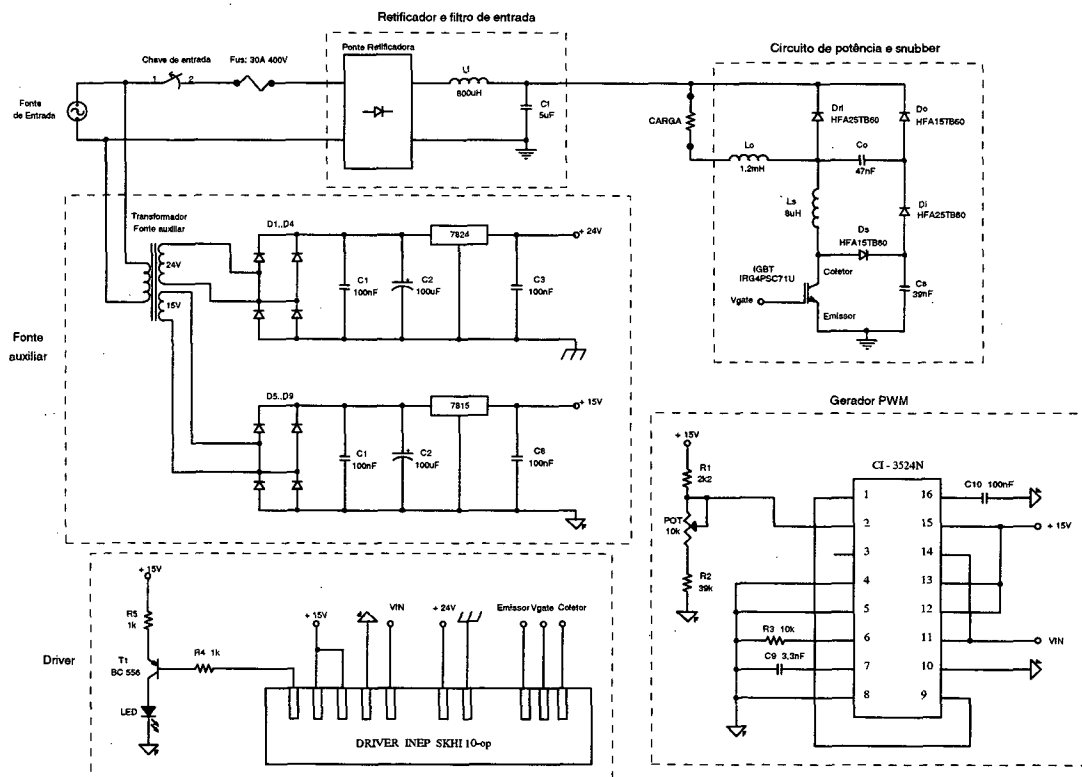 Retificador e filtro de entrada
Ponte Retificadora
Chave de entrada
1 2
Fus: 30A 400V
Fonte
de Entrada
Lf
800uH
C1
5uF
Circuito de potência e snubber
CARGA
Drl
HFA25TB60
Do
HFA15TB60
Lo
1.2mH
Co
47nF
Ls
8uH
Di
HFA25TB60
Ds
HFA15TB60
IGBT
IRG4PSC71U
Coletor
Cs
39nF
Vgate
Emissor
Fonte
auxiliar
Transformador
Fonte auxiliar
24V
15V
D1..D4
7824
+ 24V
C1
100nF
C2
100uF
C3
100nF
D5..D9
7815
+ 15V
C1
100nF
C2
100uF
C6
100nF
Gerador PWM
+ 15V
R1
2k2
POT
10k
R2
39k
R3 10k
C9 3,3nF
CI - 3524N
1 16
2 15
3 14
4 13
5 12
6 11
7 10
8 9
C10 100nF
+ 15V
VIN
Driver
+ 15V
R5
1k
T1
BC 556
R4 1k
LED
+ 15V
VIN
+ 24V
Emissor Vgate Coletor
DRIVER INEP SKHI 10-op